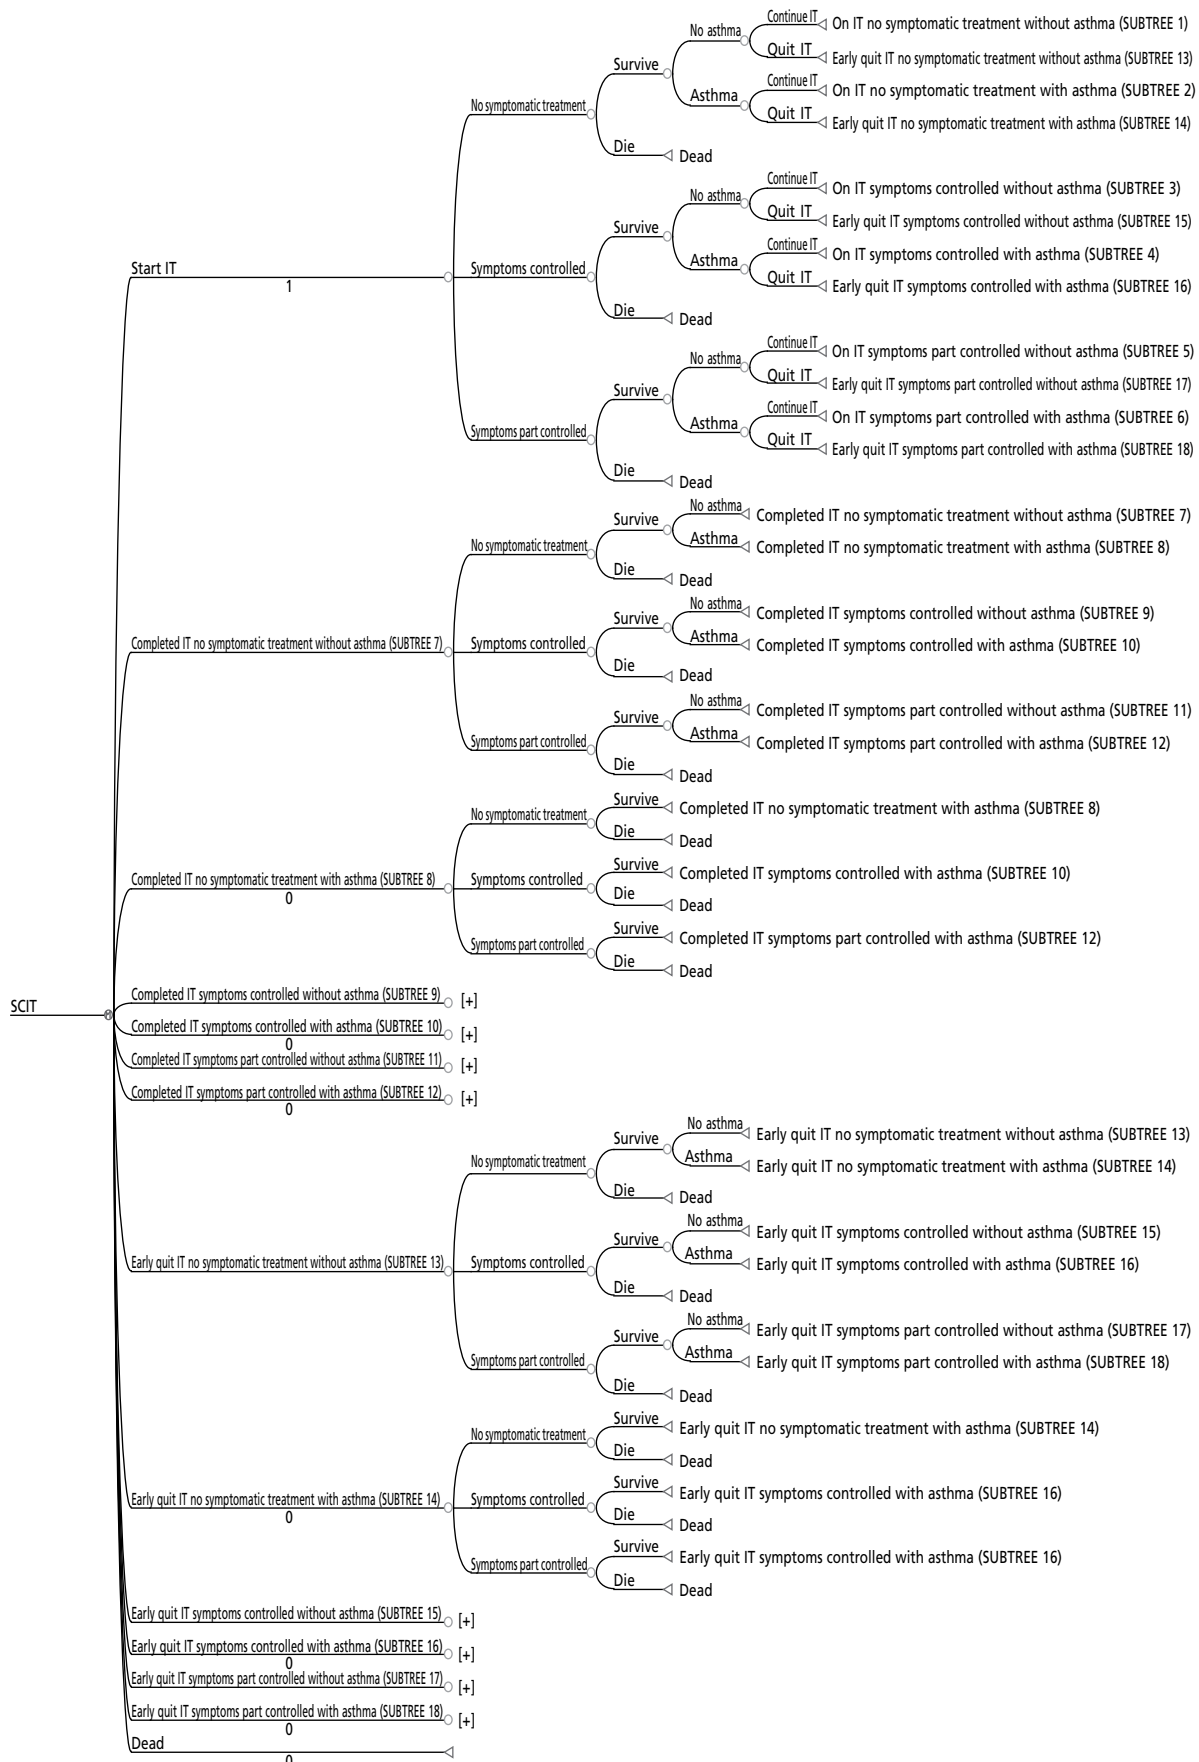 Continue IT
On IT no symptomatic treatment without asthma (SUBTREE 1)
No asthma
Quit IT
Early quit IT no symptomatic treatment without asthma (SUBTREE 13)
Survive
Continue IT
On IT no symptomatic treatment with asthma (SUBTREE 2)
Asthma
Quit IT
Early quit IT no symptomatic treatment with asthma (SUBTREE 14)
No symptomatic treatment
Die
Dead
Continue IT
On IT symptoms controlled without asthma (SUBTREE 3)
No asthma
Quit IT
Early quit IT symptoms controlled without asthma (SUBTREE 15)
Survive
Continue IT
On IT symptoms controlled with asthma (SUBTREE 4)
Asthma
Quit IT
Early quit IT symptoms controlled with asthma (SUBTREE 16)
Start IT
1
Symptoms controlled
Die
Dead
Continue IT
On IT symptoms part controlled without asthma (SUBTREE 5)
No asthma
Quit IT
Early quit IT symptoms part controlled without asthma (SUBTREE 17)
Survive
Continue IT
On IT symptoms part controlled with asthma (SUBTREE 6)
Asthma
Quit IT
Early quit IT symptoms part controlled with asthma (SUBTREE 18)
Symptoms part controlled
Die
Dead
No asthma
Completed IT no symptomatic treatment without asthma (SUBTREE 7)
Survive
Asthma
Completed IT no symptomatic treatment with asthma (SUBTREE 8)
No symptomatic treatment
Die
Dead
No asthma
Completed IT symptoms controlled without asthma (SUBTREE 9)
Survive
Asthma
Completed IT symptoms controlled with asthma (SUBTREE 10)
Completed IT no symptomatic treatment without asthma (SUBTREE 7)
Symptoms controlled
Die
Dead
No asthma
Completed IT symptoms part controlled without asthma (SUBTREE 11)
Survive
Asthma
Completed IT symptoms part controlled with asthma (SUBTREE 12)
Symptoms part controlled
Die
Dead
Survive
Completed IT no symptomatic treatment with asthma (SUBTREE 8)
No symptomatic treatment
Die
Dead
Survive
Completed IT symptoms controlled with asthma (SUBTREE 10)
Completed IT no symptomatic treatment with asthma (SUBTREE 8)
0
Symptoms controlled
Die
Dead
Survive
Completed IT symptoms part controlled with asthma (SUBTREE 12)
Symptoms part controlled
Die
Dead
SCIT
M
Completed IT symptoms controlled without asthma (SUBTREE 9)
[+]
Completed IT symptoms controlled with asthma (SUBTREE 10)
0
[+]
Completed IT symptoms part controlled without asthma (SUBTREE 11)
[+]
Completed IT symptoms part controlled with asthma (SUBTREE 12)
0
[+]
No asthma
Early quit IT no symptomatic treatment without asthma (SUBTREE 13)
Survive
Asthma
Early quit IT no symptomatic treatment with asthma (SUBTREE 14)
No symptomatic treatment
Die
Dead
No asthma
Early quit IT symptoms controlled without asthma (SUBTREE 15)
Survive
Asthma
Early quit IT symptoms controlled with asthma (SUBTREE 16)
Early quit IT no symptomatic treatment without asthma (SUBTREE 13)
Symptoms controlled
Die
Dead
No asthma
Early quit IT symptoms part controlled without asthma (SUBTREE 17)
Survive
Asthma
Early quit IT symptoms part controlled with asthma (SUBTREE 18)
Symptoms part controlled
Die
Dead
Survive
Early quit IT no symptomatic treatment with asthma (SUBTREE 14)
No symptomatic treatment
Die
Dead
Survive
Early quit IT symptoms controlled with asthma (SUBTREE 16)
Early quit IT no symptomatic treatment with asthma (SUBTREE 14)
0
Symptoms controlled
Die
Dead
Survive
Early quit IT symptoms controlled with asthma (SUBTREE 16)
Symptoms part controlled
Die
Dead
Early quit IT symptoms controlled without asthma (SUBTREE 15)
[+]
Early quit IT symptoms controlled with asthma (SUBTREE 16)
0
[+]
Early quit IT symptoms part controlled without asthma (SUBTREE 17)
[+]
Early quit IT symptoms part controlled with asthma (SUBTREE 18)
0
[+]
Dead
0